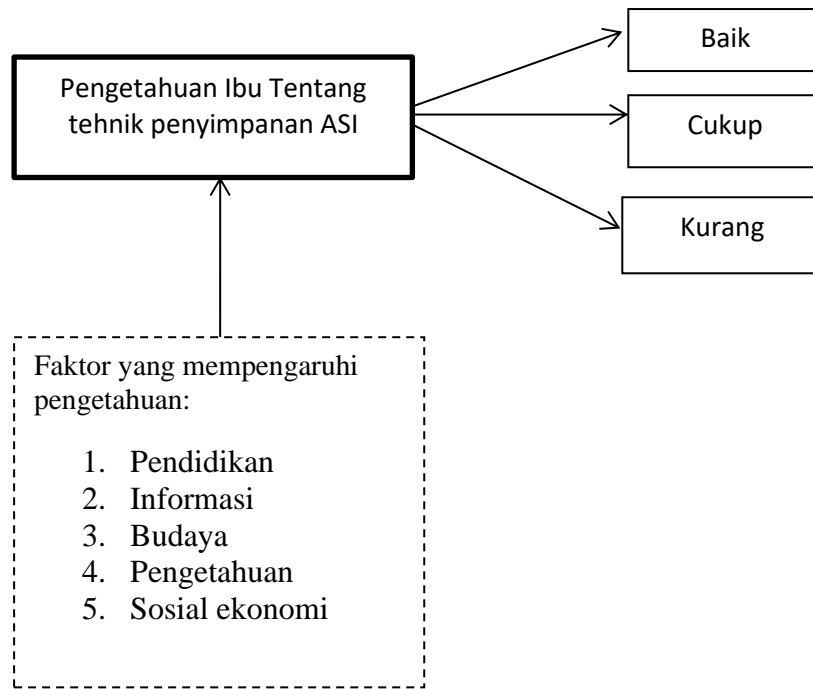 Pengetahuan Ibu Tentang
tehnik penyimpanan ASI
Baik
Cukup
Kurang
Faktor yang mempengaruhi
pengetahuan:
1. Pendidikan
2. Informasi
3. Budaya
4. Pengetahuan
5. Sosial ekonomi